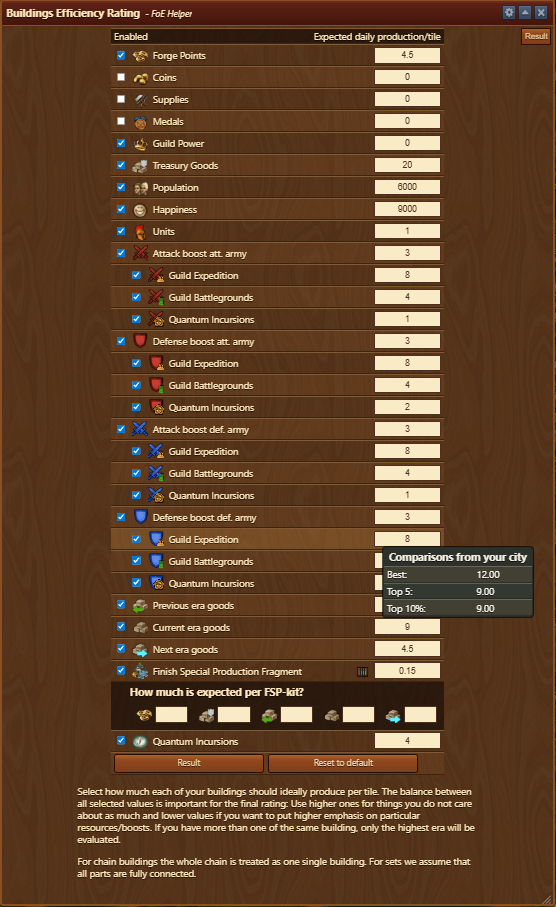 Buildings Efficiency Rating - FoE Helper
Result
Enabled Expected daily production/tile
Forge Points 4.5
Coins 0
Supplies 0
Medals 0
Guild Power 0
Treasury Goods 20
Population 6000
Happiness 9000
Units 1
Attack boost att. army 3
Guild Expedition 8
Guild Battlegrounds 4
Quantum Incursions 1
Defense boost att. army 3
Guild Expedition 8
Guild Battlegrounds 4
Quantum Incursions 2
Attack boost def. army 3
Guild Expedition 8
Guild Battlegrounds 4
Quantum Incursions 1
Defense boost def. army 3
Guild Expedition 8
Guild Battlegrounds
Quantum Incursions
Comparisons from your city
Best: 12.00
Top 5: 9.00
Top 10%: 9.00
Previous era goods
Current era goods 9
Next era goods 4.5
Finish Special Production Fragment 0.15
How much is expected per FSP-kit?
Quantum Incursions 4
Result Reset to default
Select how much each of your buildings should ideally produce per tile. The balance between
all selected values is important for the final rating: Use higher ones for things you do not care
about as much and lower values if you want to put higher emphasis on particular
resources/boosts. If you have more than one of the same building, only the highest era will be
evaluated.
For chain buildings the whole chain is treated as one single building. For sets we assume that
all parts are fully connected.